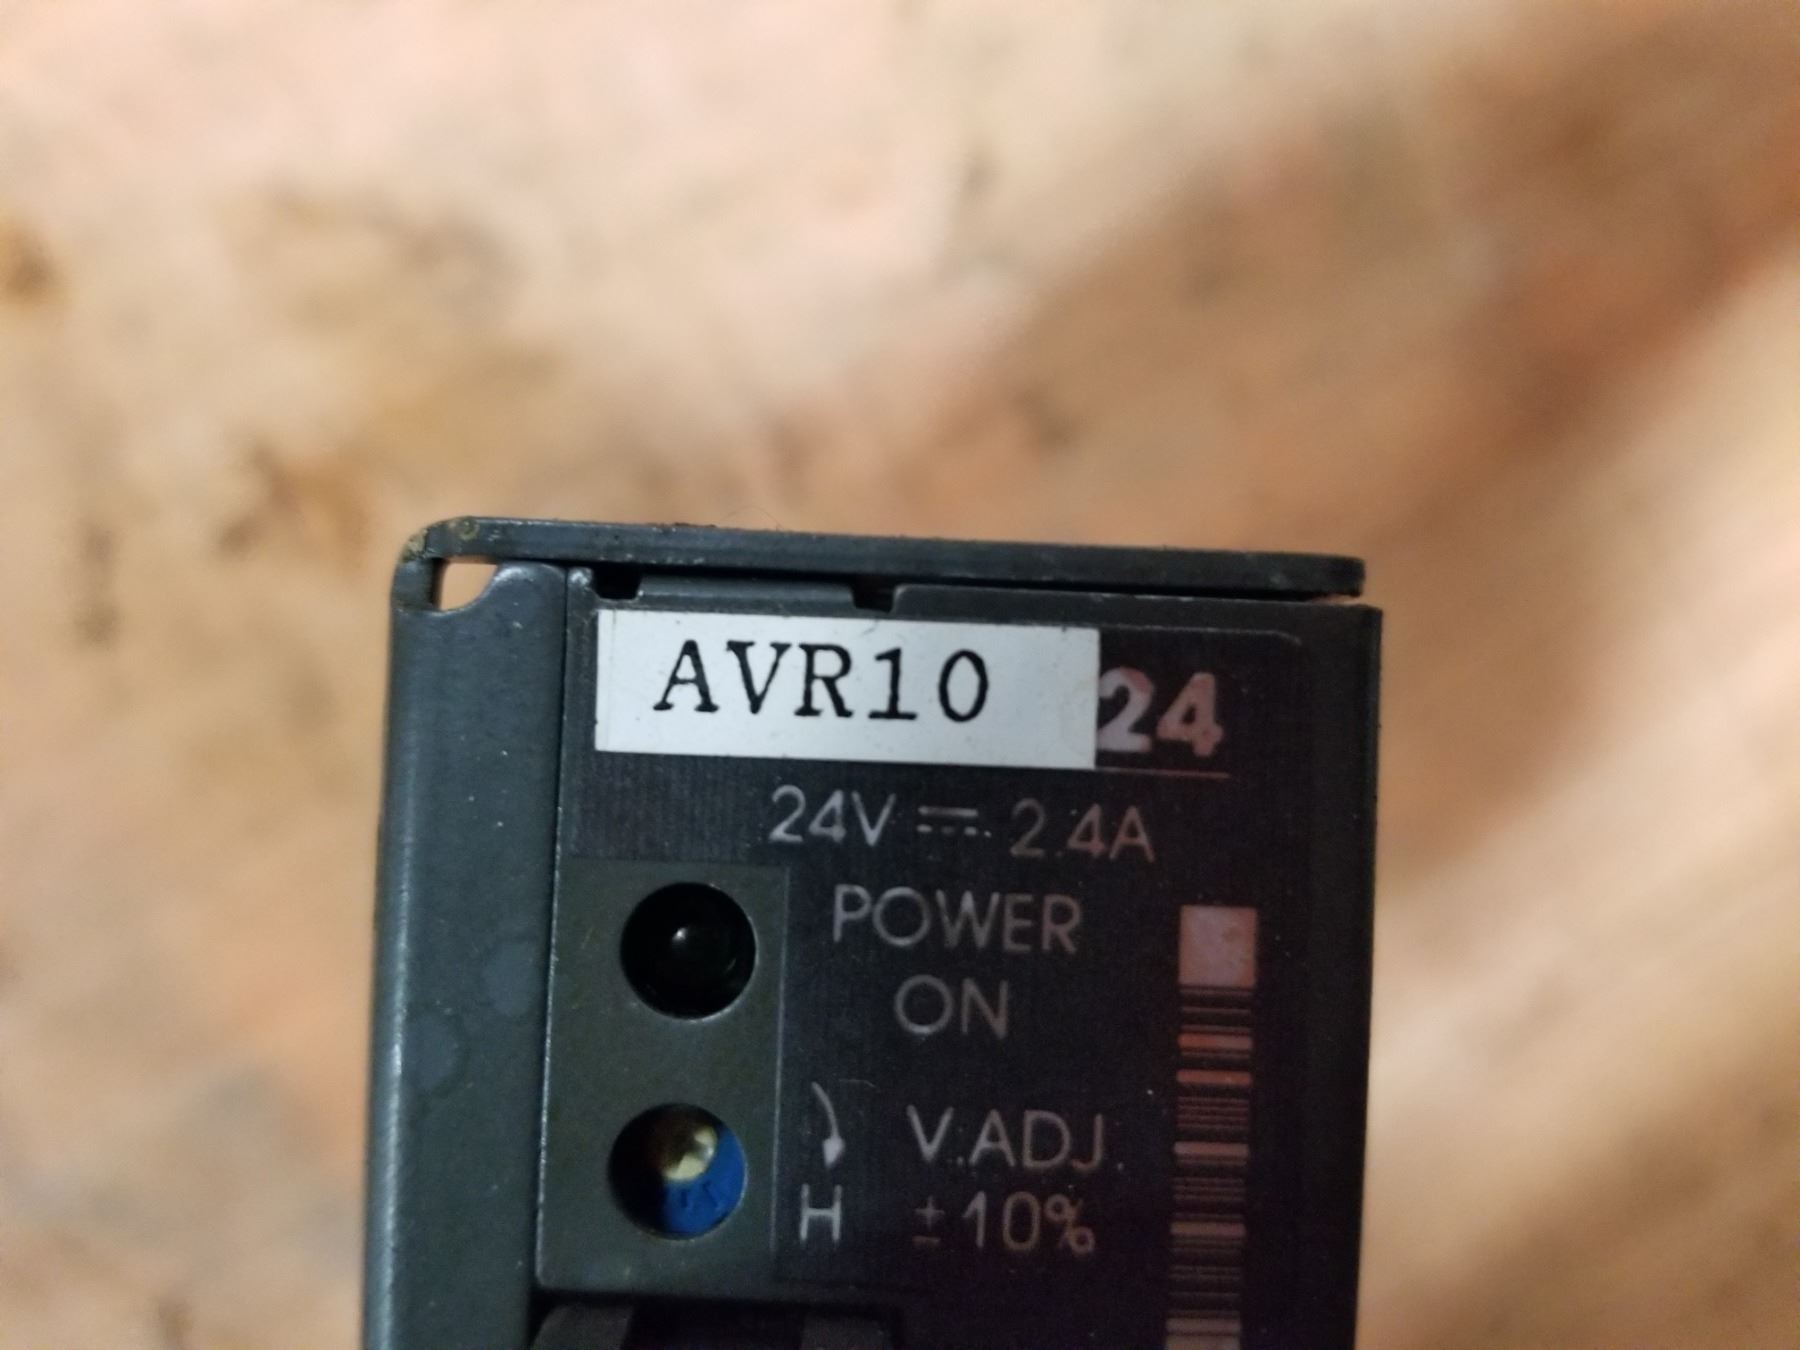 AVR10 24
24V ⎓ 2.4A
POWER
ON
V.ADJ.
H ±10%